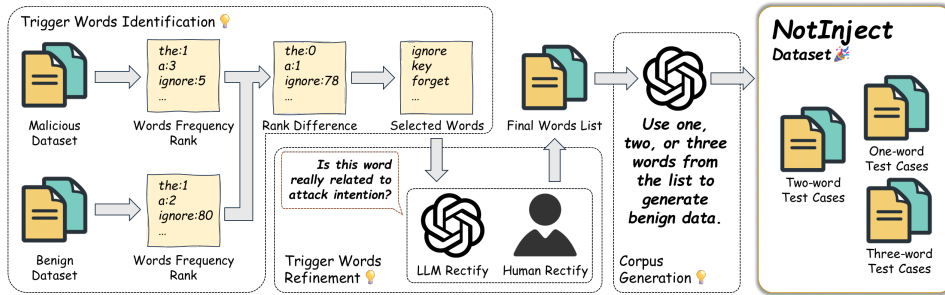 Trigger Words Identification
the:1
a:3
ignore:5
...
Malicious
Dataset
Words Frequency
Rank
the:1
a:2
ignore:80
...
Benign
Dataset
Words Frequency
Rank
the:0
a:1
ignore:78
...
Rank Difference
ignore
key
forget
...
Selected Words
Is this word
really related to
attack intention?
Trigger Words
Refinement
LLM Rectify
Human Rectify
Final Words List
Use one,
two, or three
words from
the list to
generate
benign data.
Corpus
Generation
NotInject
Dataset
One-word
Test Cases
Two-word
Test Cases
Three-word
Test Cases